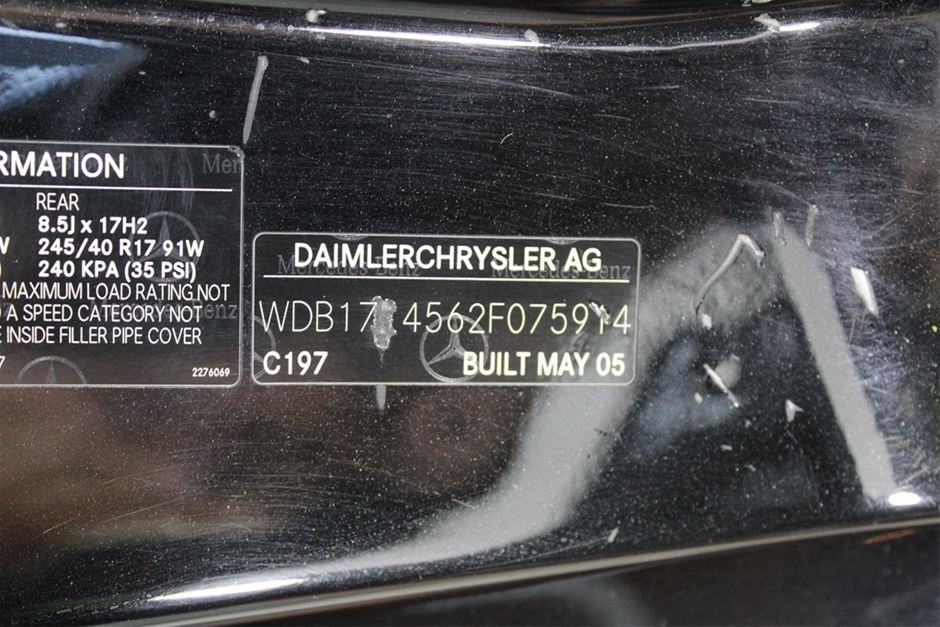 RMATION
REAR
8.5J x 17H2
245/40 R17 91W
240 KPA (35 PSI)
MAXIMUM LOAD RATING NOT
A SPEED CATEGORY NOT
INSIDE FILLER PIPE COVER
2276069
DAIMLERCHRYSLER AG
C197
BUILT MAY 05